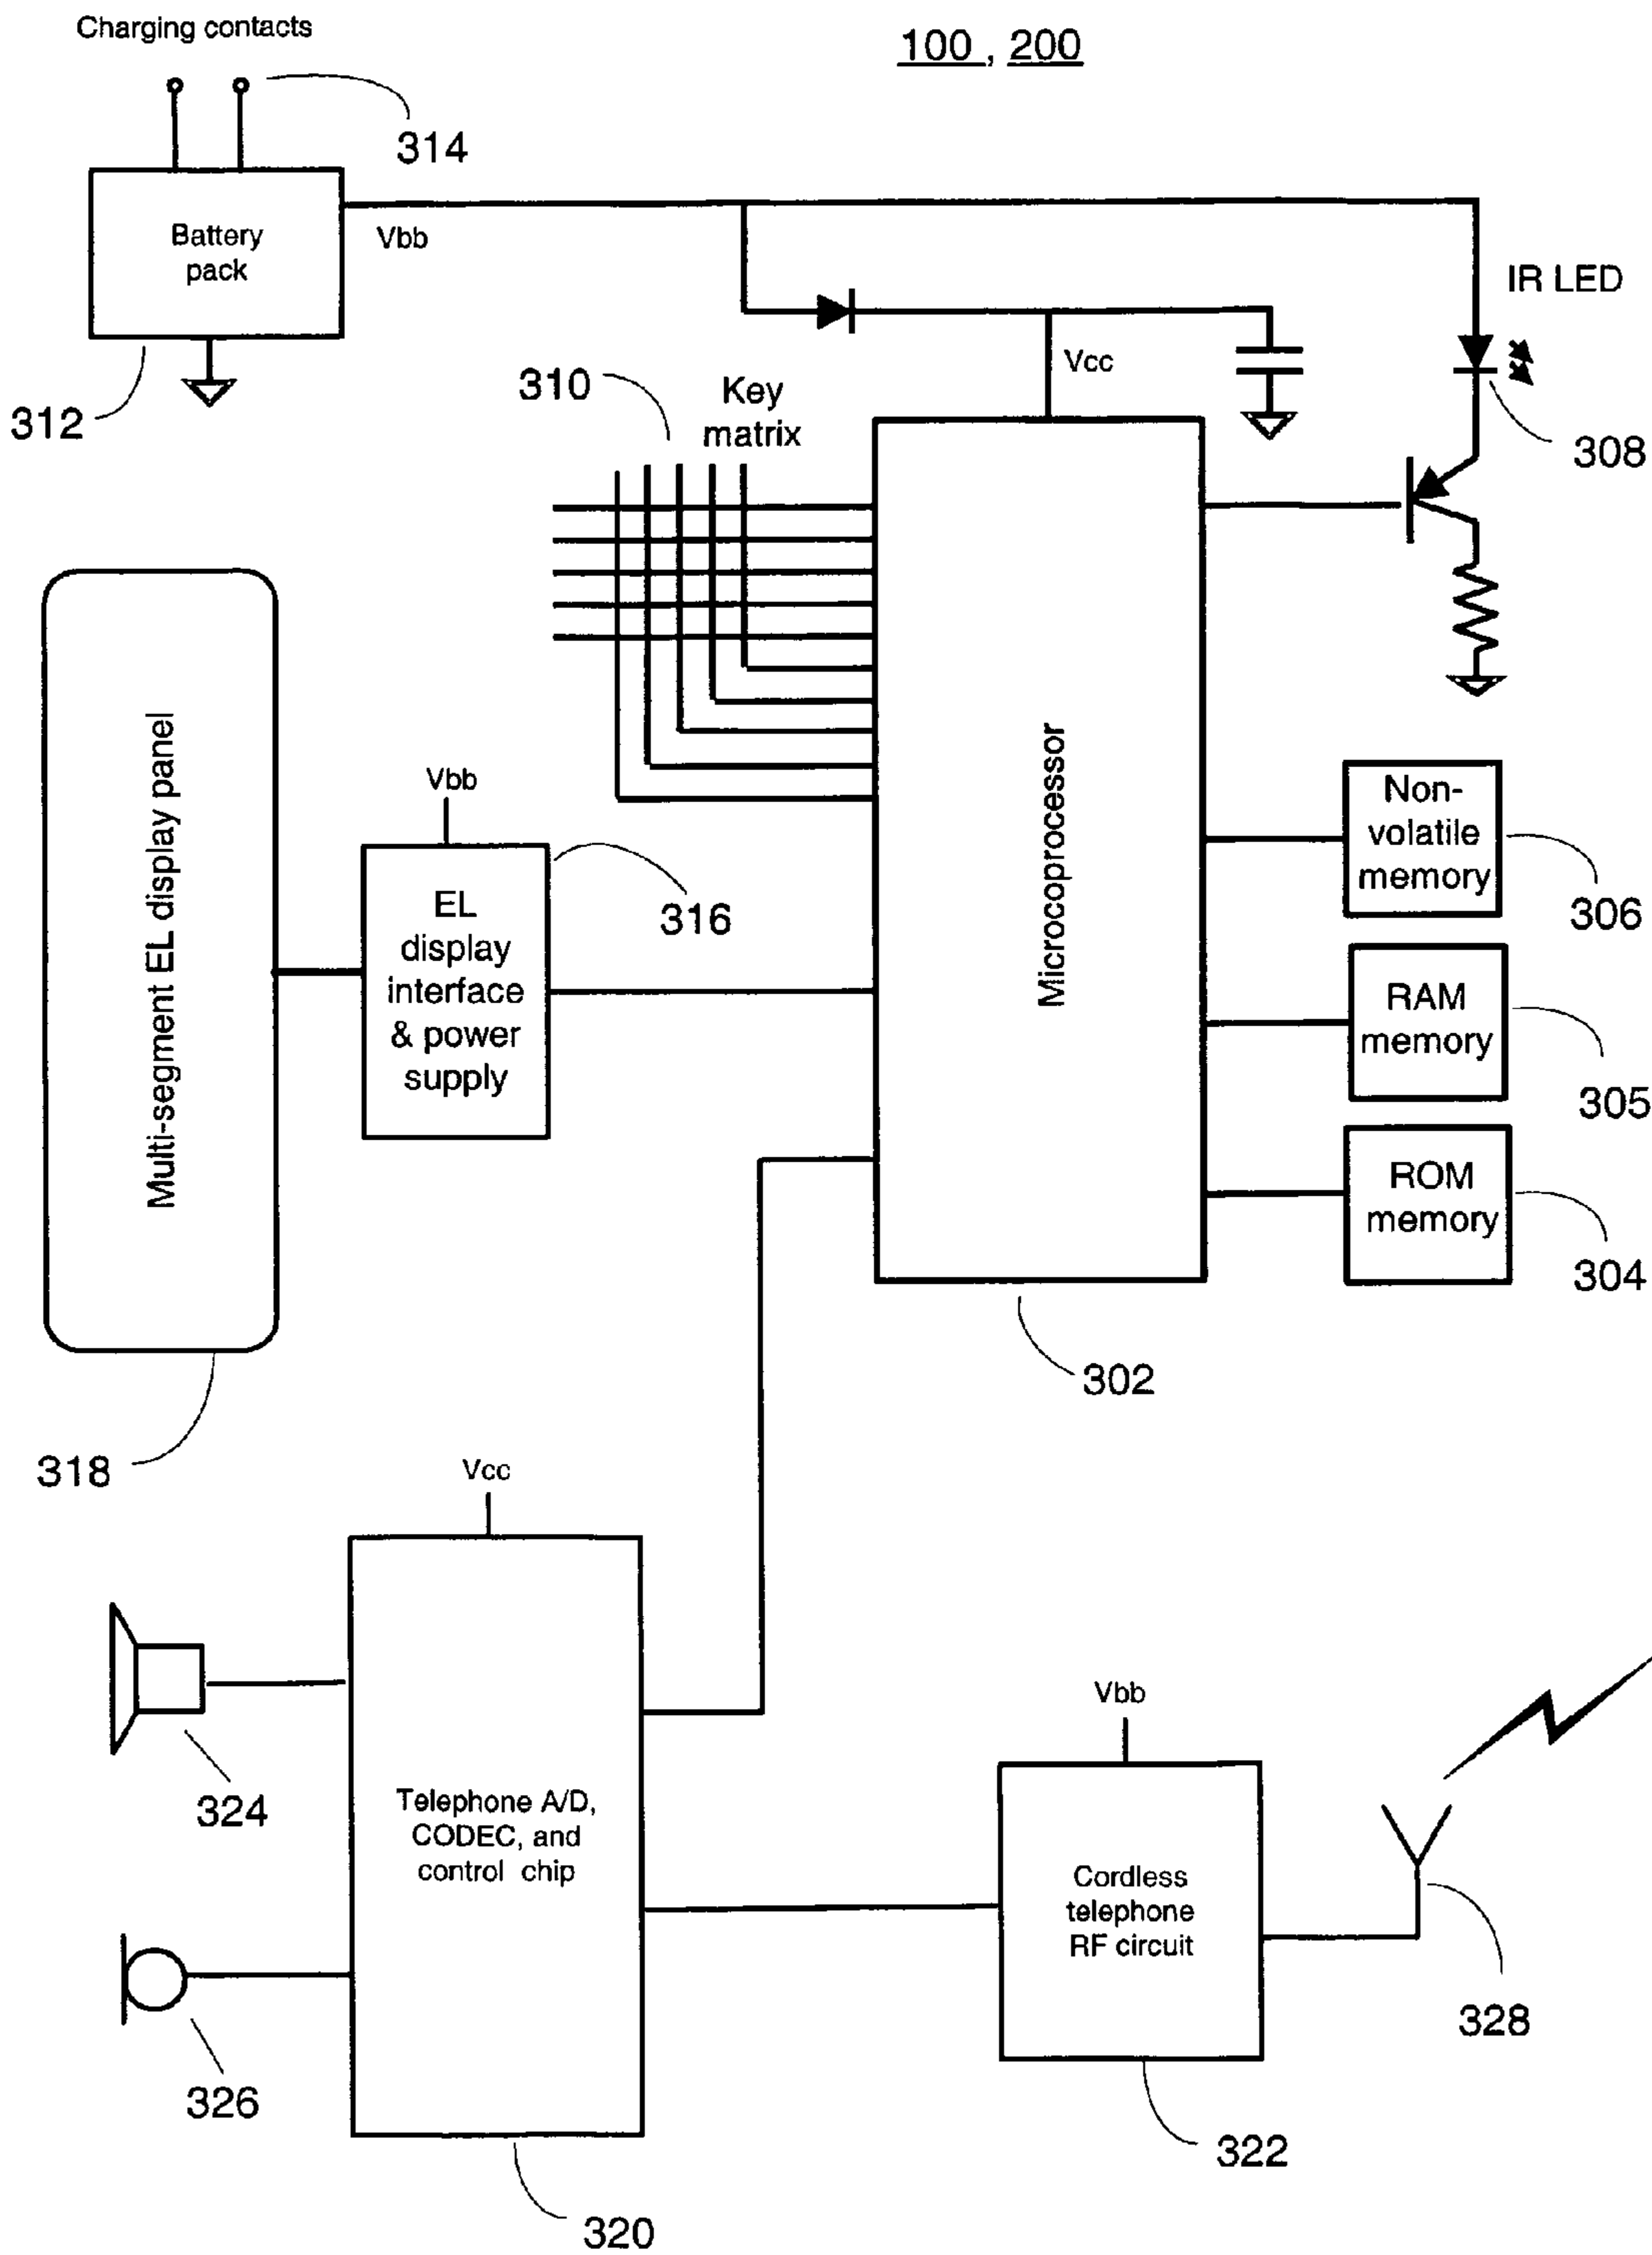 Charging contacts
100, 200
314
Battery
pack
Vbb
IR LED
312
310
Key
matrix
Vcc
308
Multi-segment EL display panel
Vbb
EL
display
interface
& power
supply
316
Microcoprocessor
Non-
volatile
memory
306
RAM
memory
305
ROM
memory
304
302
318
Vcc
324
Telephone A/D,
CODEC, and
control chip
Vbb
Cordless
telephone
RF circuit
328
326
322
320